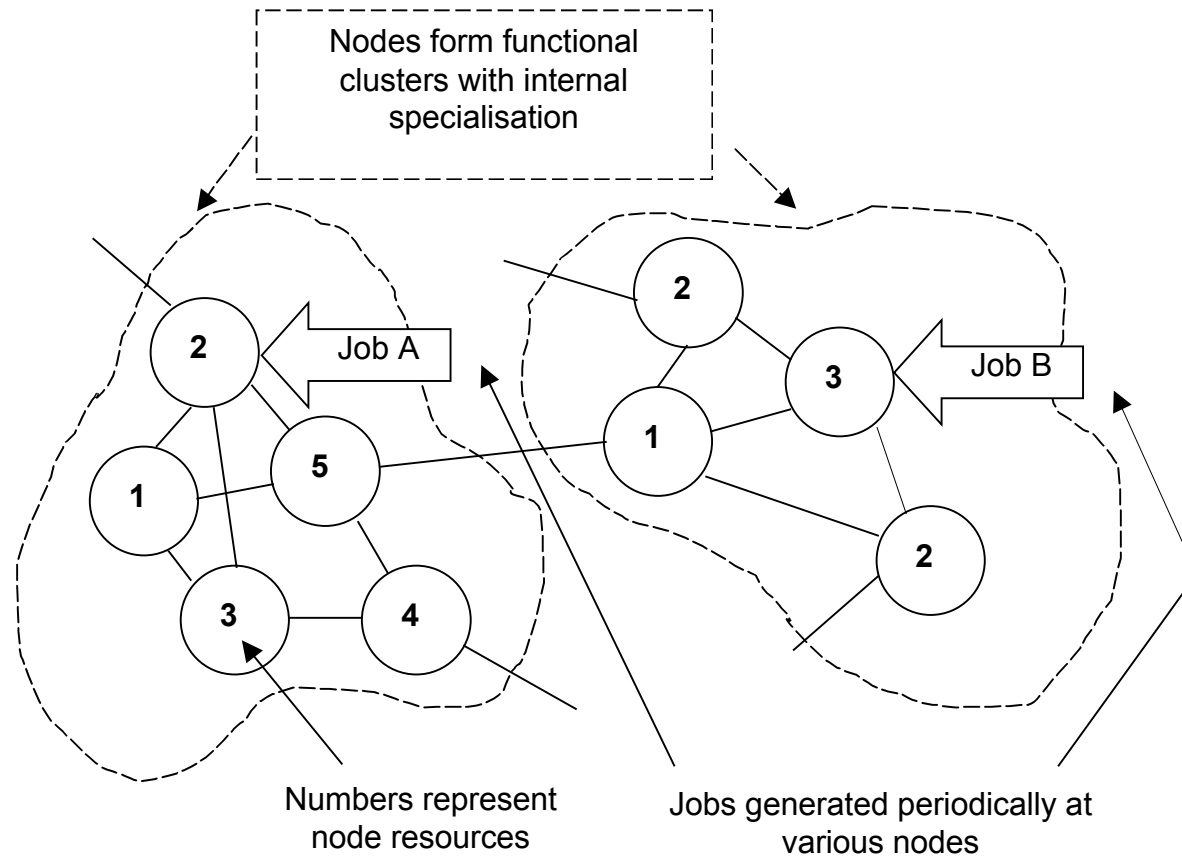 Nodes form functional
clusters with internal
specialisation
2
Job A
1
5
3
4
2
3
Job B
1
2
Numbers represent
node resources
Jobs generated periodically at
various nodes